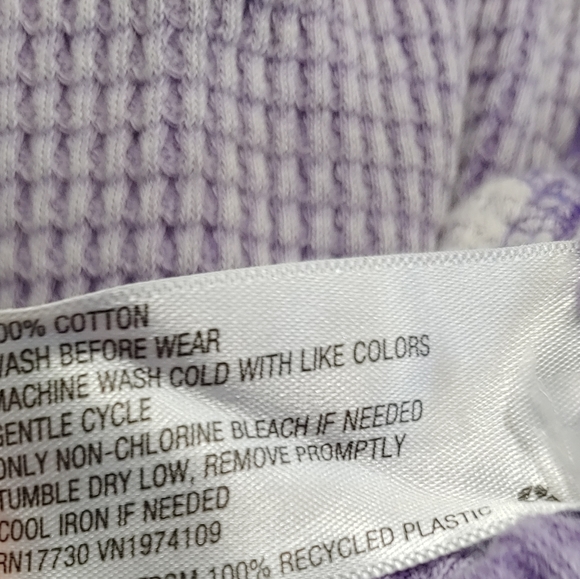 00% COTTON
WASH BEFORE WEAR
MACHINE WASH COLD WITH LIKE COLORS
GENTLE CYCLE
ONLY NON-CHLORINE BLEACH IF NEEDED
TUMBLE DRY LOW, REMOVE PROMPTLY
COOL IRON IF NEEDED
RN17730 VN1974109
FROM 100% RECYCLED PLASTIC